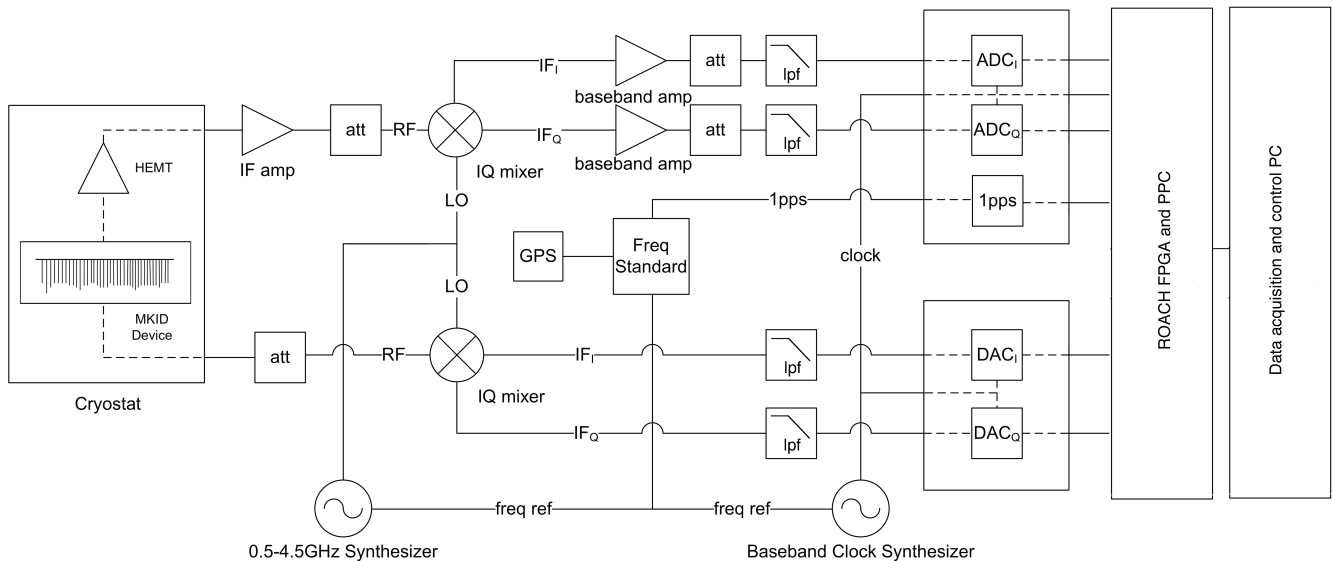 IF_I
att
lpf
ADC_I
baseband amp
HEMT
att
RF
IF_Q
att
lpf
ADC_Q
IF amp
IQ mixer
baseband amp
LO
1pps
1pps
GPS
Freq
Standard
clock
LO
MKID
Device
att
RF
IF_I
lpf
DAC_I
Cryostat
IQ mixer
IF_Q
lpf
DAC_Q
freq ref
freq ref
0.5-4.5GHz Synthesizer
Baseband Clock Synthesizer
ROACH FPGA and PPC
Data acquisition and control PC